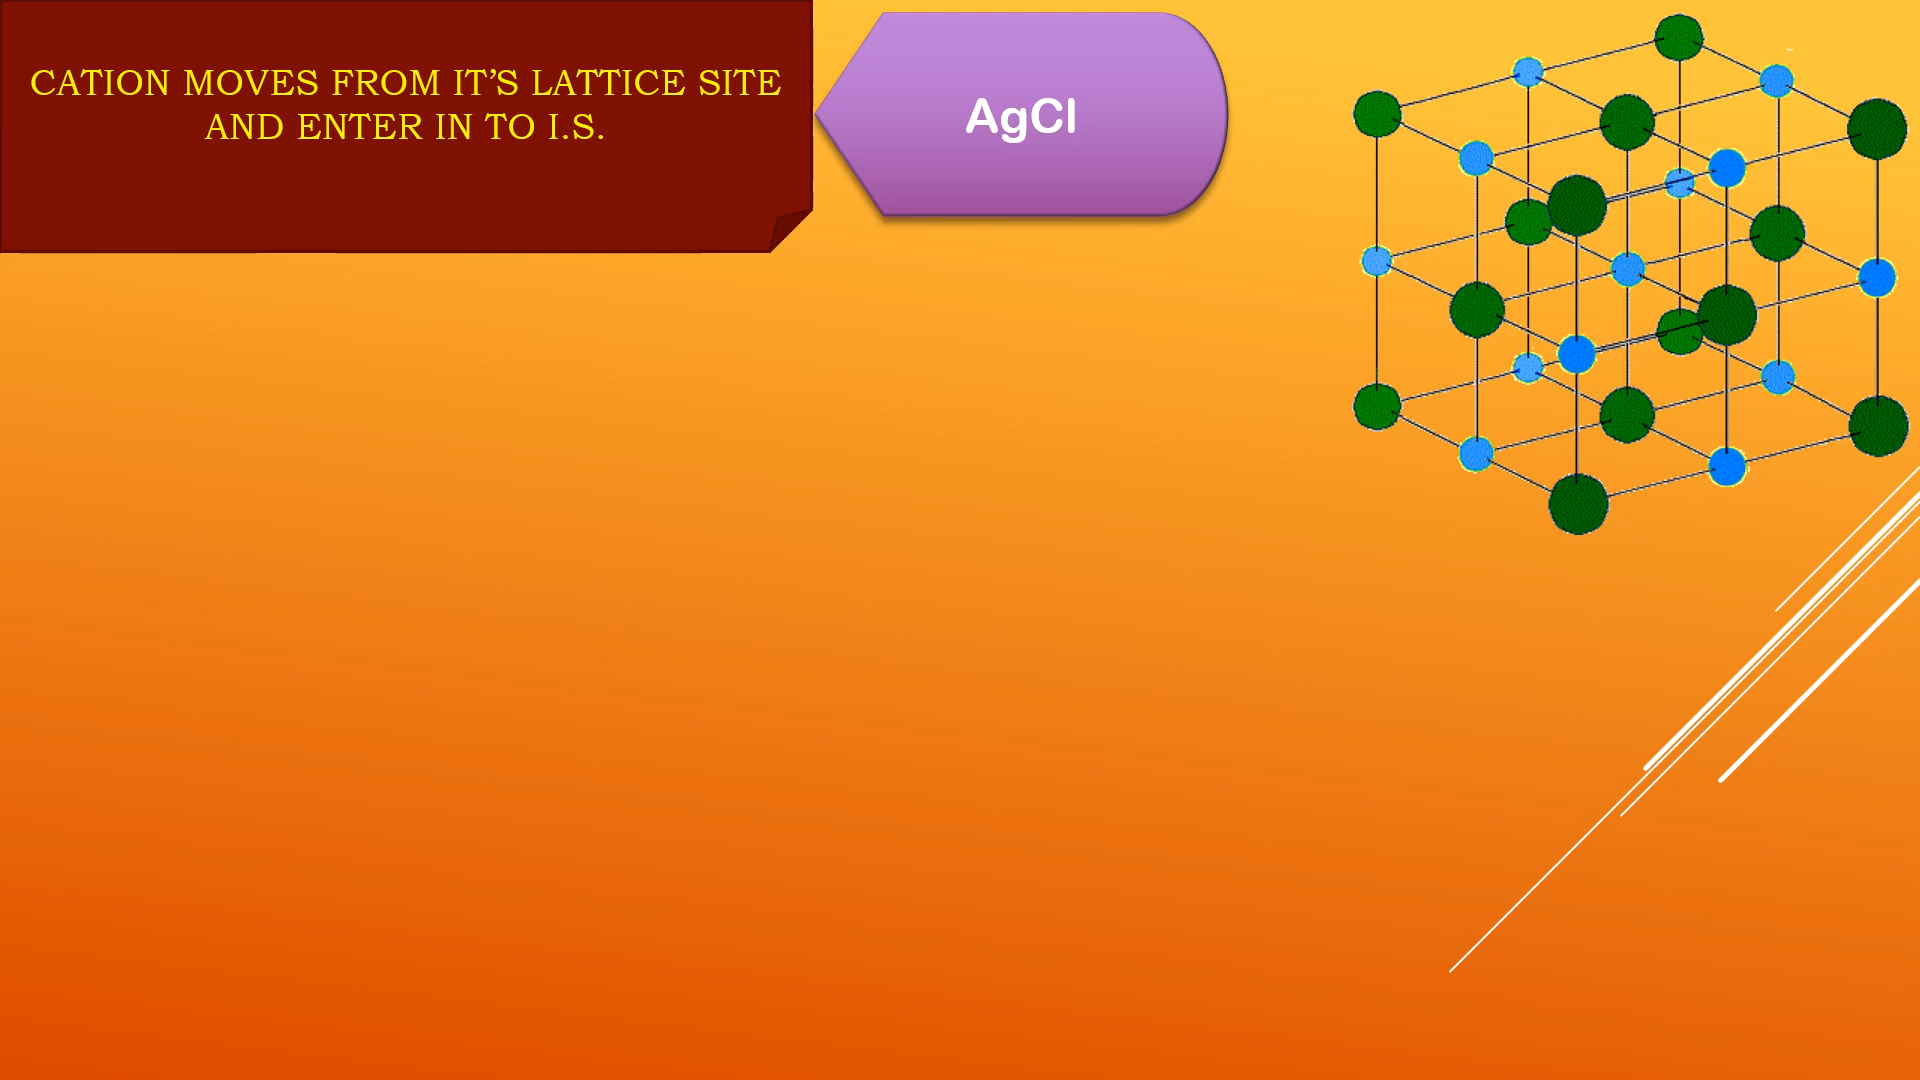 CATION MOVES FROM IT’S LATTICE SITE
AND ENTER IN TO I.S.
AgCl